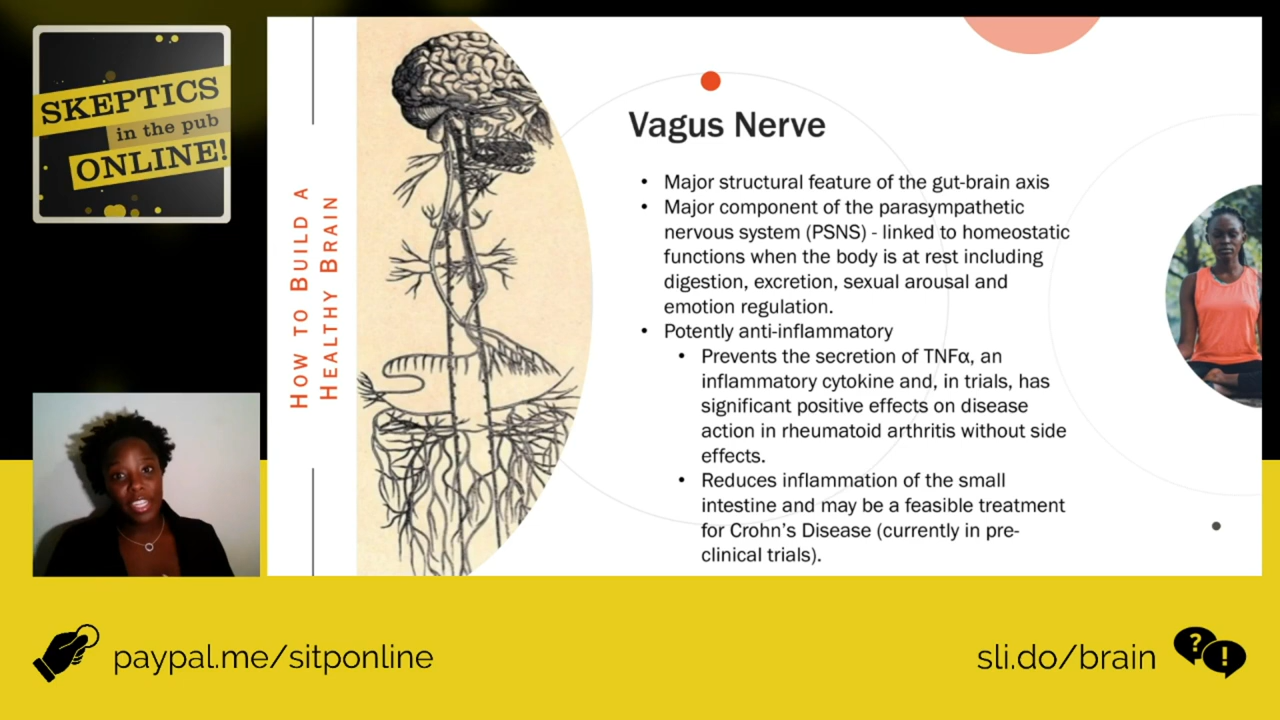 SKEPTICS
in the pub
ONLINE!
HOW TO BUILD A
HEALTHY BRAIN
Vagus Nerve
• Major structural feature of the gut-brain axis
• Major component of the parasympathetic
nervous system (PSNS) - linked to homeostatic
functions when the body is at rest including
digestion, excretion, sexual arousal and
emotion regulation.
• Potently anti-inflammatory
• Prevents the secretion of TNFα, an
inflammatory cytokine and, in trials, has
significant positive effects on disease
action in rheumatoid arthritis without side
effects.
• Reduces inflammation of the small
intestine and may be a feasible treatment
for Crohn’s Disease (currently in pre-
clinical trials).
paypal.me/sitponline
sli.do/brain
? !